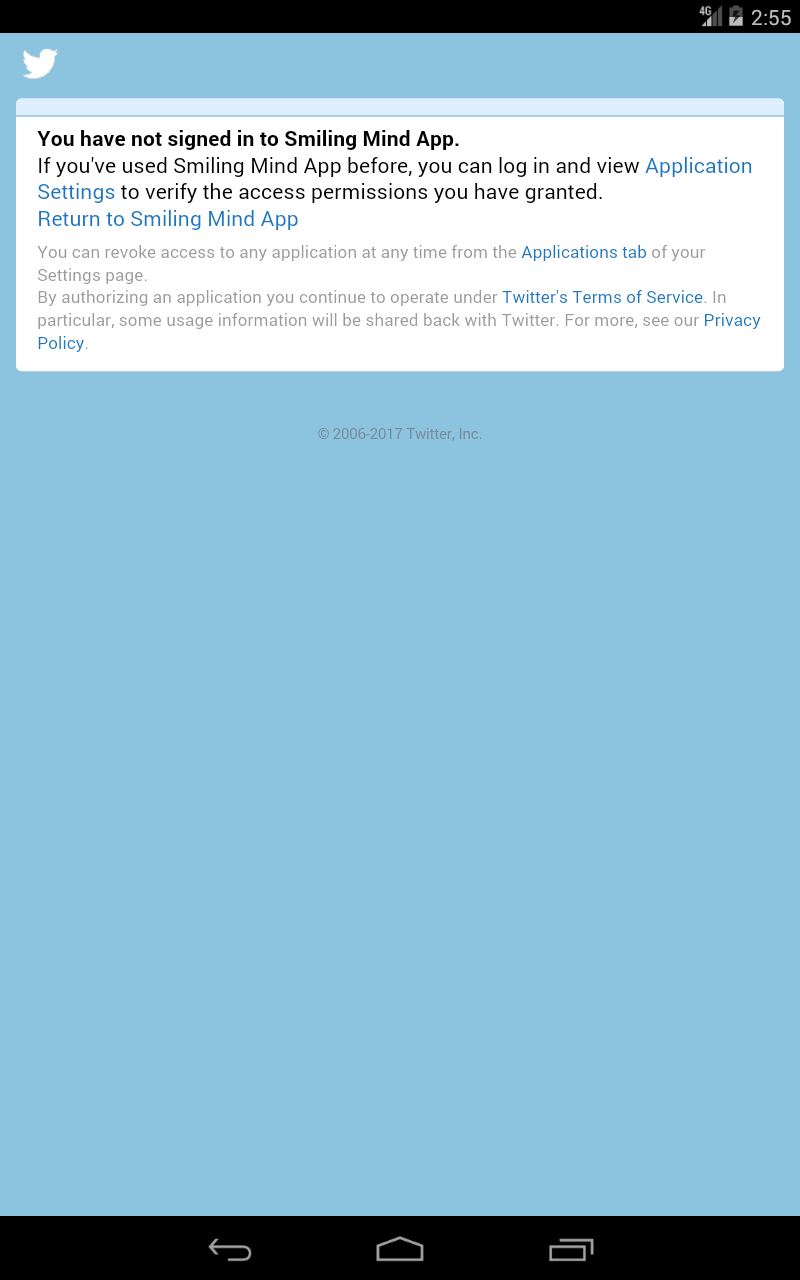 4G 2:55
You have not signed in to Smiling Mind App.
If you've used Smiling Mind App before, you can log in and view Application
Settings to verify the access permissions you have granted.
Return to Smiling Mind App
You can revoke access to any application at any time from the Applications tab of your
Settings page.
By authorizing an application you continue to operate under Twitter's Terms of Service. In
particular, some usage information will be shared back with Twitter. For more, see our Privacy
Policy.
© 2006-2017 Twitter, Inc.